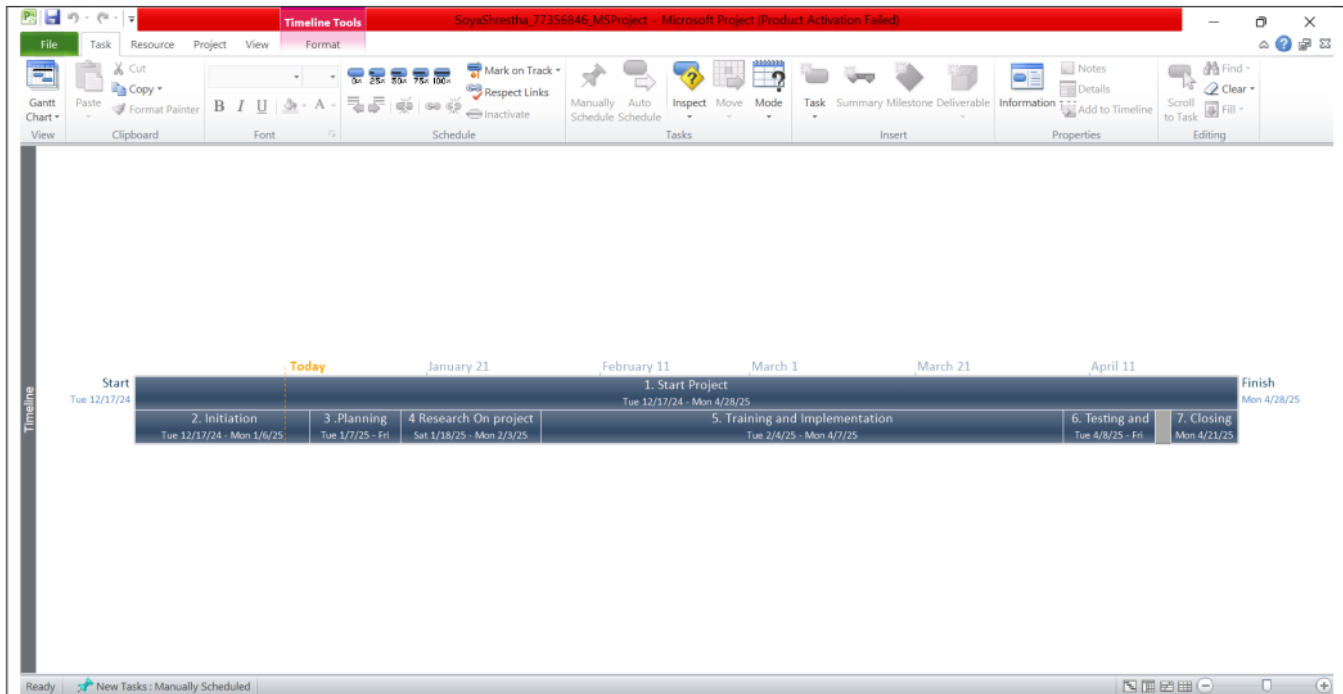 Timeline Tools
SoyaShrestha_77356846_MSProject - Microsoft Project (Product Activation Failed)
File Task Resource Project View Format
Gantt Chart
View
Paste
Cut
Copy
Format Painter
Clipboard
B I U A
Font
0% 25% 50% 75% 100%
Mark on Track
Respect Links
Inactivate
Schedule
Manually Schedule
Auto Schedule
Inspect
Move
Mode
Tasks
Task
Summary
Milestone
Deliverable
Insert
Information
Notes
Details
Add to Timeline
Properties
Scroll to Task
Find
Clear
Fill
Editing
Timeline
Today January 21 February 11 March 1 March 21 April 11
Start
Tue 12/17/24
1. Start Project
Tue 12/17/24 - Mon 4/28/25
Finish
Mon 4/28/25
2. Initiation
Tue 12/17/24 - Mon 1/6/25
3 .Planning
Tue 1/7/25 - Fri
4 Research On project
Sat 1/18/25 - Mon 2/3/25
5. Training and Implementation
Tue 2/4/25 - Mon 4/7/25
6. Testing and
Tue 4/8/25 - Fri
7. Closing
Mon 4/21/25
Ready
New Tasks : Manually Scheduled